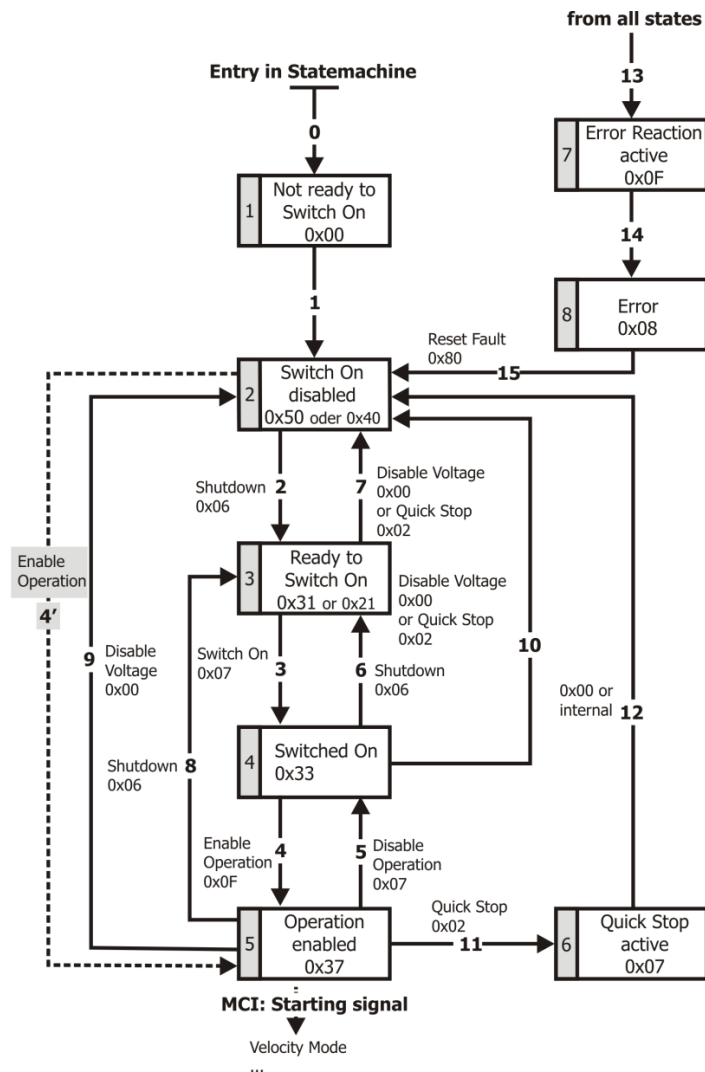 from all states
13
Entry in Statemachine
0
7
Error Reaction
active
0x0F
1
Not ready to
Switch On
0x00
14
1
8
Error
0x08
Reset Fault
0x80
15
2
Switch On
disabled
0x50 oder 0x40
Shutdown
0x06
2
7
Disable Voltage
0x00
or Quick Stop
0x02
3
Ready to
Switch On
0x31 or 0x21
Disable Voltage
0x00
or Quick Stop
0x02
Enable
Operation
4'
9
Disable
Voltage
0x00
Switch On
0x07
3
6
Shutdown
0x06
10
0x00 or
internal
12
Shutdown
0x06
8
4
Switched On
0x33
Enable
Operation
0x0F
4
5
Disable
Operation
0x07
Quick Stop
0x02
11
5
Operation
enabled
0x37
6
Quick Stop
active
0x07
MCI: Starting signal
Velocity Mode
...